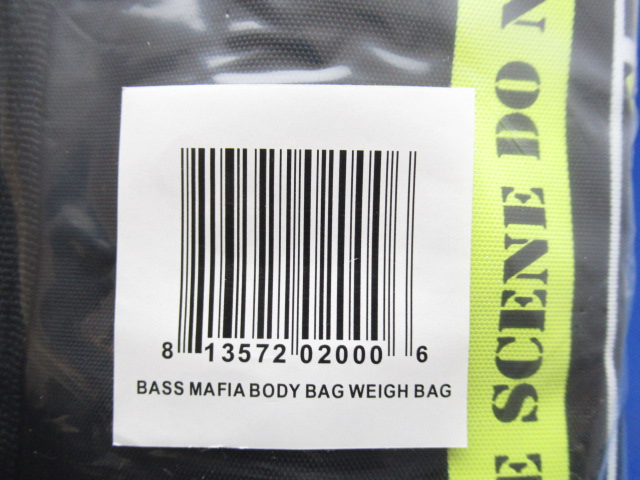 8 13572 02000 6
BASS MAFIA BODY BAG WEIGH BAG
E SCENE DO N